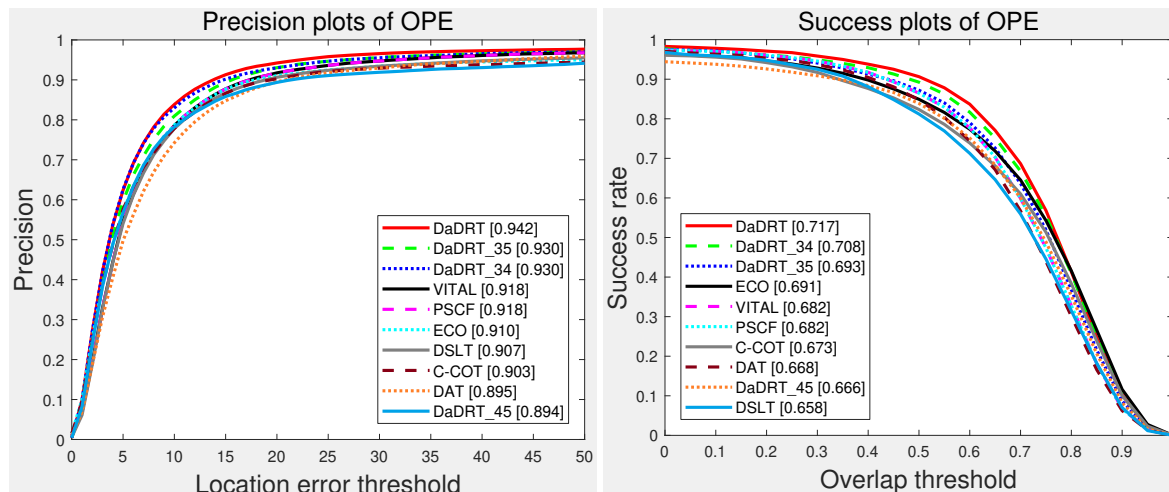 Precision plots of OPE
1
0.9
0.8
0.7
0.6
0.5
0.4
0.3
0.2
0.1
0
Precision
DaDRT [0.942]
DaDRT_35 [0.930]
DaDRT_34 [0.930]
VITAL [0.918]
PSCF [0.918]
ECO [0.910]
DSLT [0.907]
C-COT [0.903]
DAT [0.895]
DaDRT_45 [0.894]
0 5 10 15 20 25 30 35 40 45 50
Location error threshold
Success plots of OPE
1
0.9
0.8
0.7
0.6
0.5
0.4
0.3
0.2
0.1
0
Success rate
DaDRT [0.717]
DaDRT_34 [0.708]
DaDRT_35 [0.693]
ECO [0.691]
VITAL [0.682]
PSCF [0.682]
C-COT [0.673]
DAT [0.668]
DaDRT_45 [0.666]
DSLT [0.658]
0 0.1 0.2 0.3 0.4 0.5 0.6 0.7 0.8 0.9
Overlap threshold